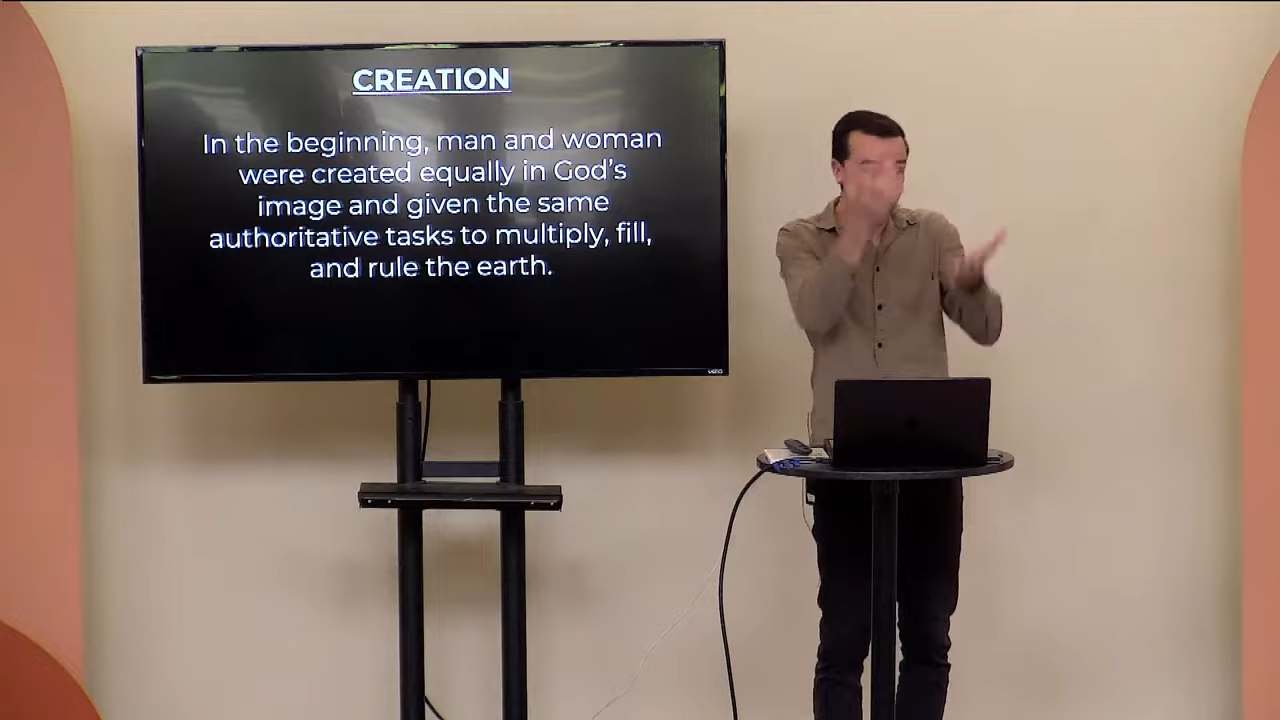 CREATION
In the beginning, man and woman
were created equally in God's
image and given the same
authoritative tasks to multiply, fill,
and rule the earth.
VIZIO